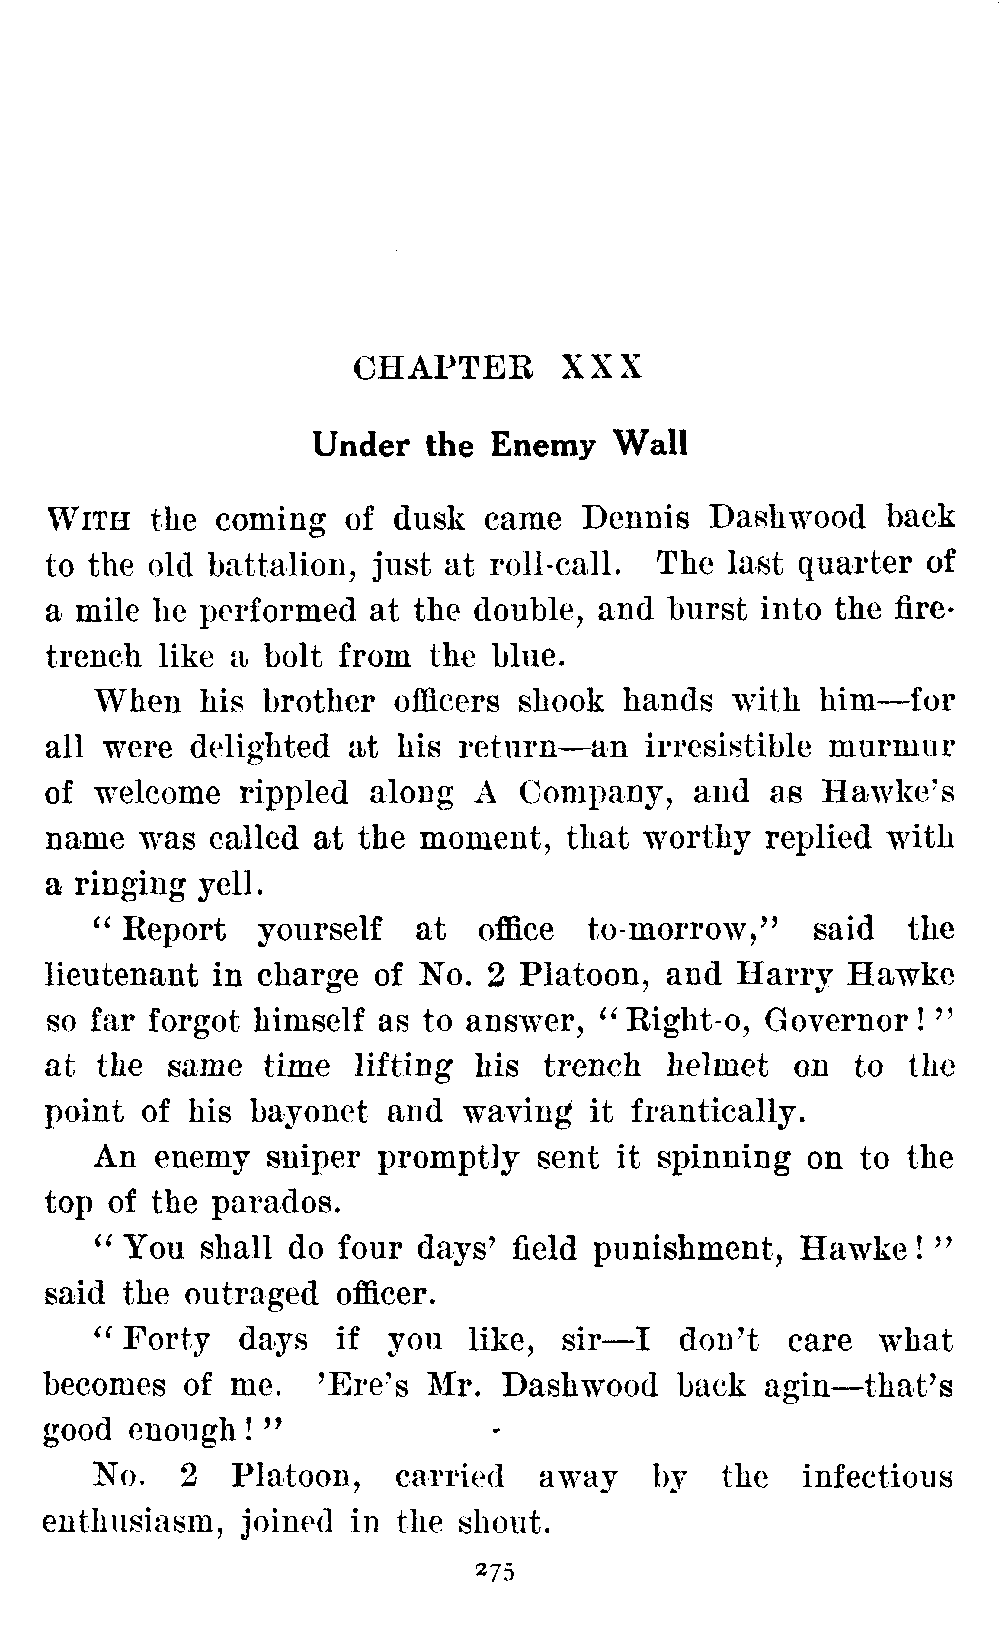 CHAPTER XXX
Under the Enemy Wall
WITH the coming of dusk came Dennis Dashwood back
to the old battalion, just at roll-call. The last quarter of
a mile he performed at the double, and burst into the fire-
trench like a bolt from the blue.
When his brother officers shook hands with him—for
all were delighted at his return—an irresistible murmur
of welcome rippled along A Company, and as Hawke's
name was called at the moment, that worthy replied with
a ringing yell.
"Report yourself at office to-morrow," said the
lieutenant in charge of No. 2 Platoon, and Harry Hawke
so far forgot himself as to answer, "Right-o, Governor!"
at the same time lifting his trench helmet on to the
point of his bayonet and waving it frantically.
An enemy sniper promptly sent it spinning on to the
top of the parados.
"You shall do four days' field punishment, Hawke!"
said the outraged officer.
"Forty days if you like, sir—I don't care what
becomes of me. 'Ere's Mr. Dashwood back agin—that's
good enough!"
No. 2 Platoon, carried away by the infectious
enthusiasm, joined in the shout.
275